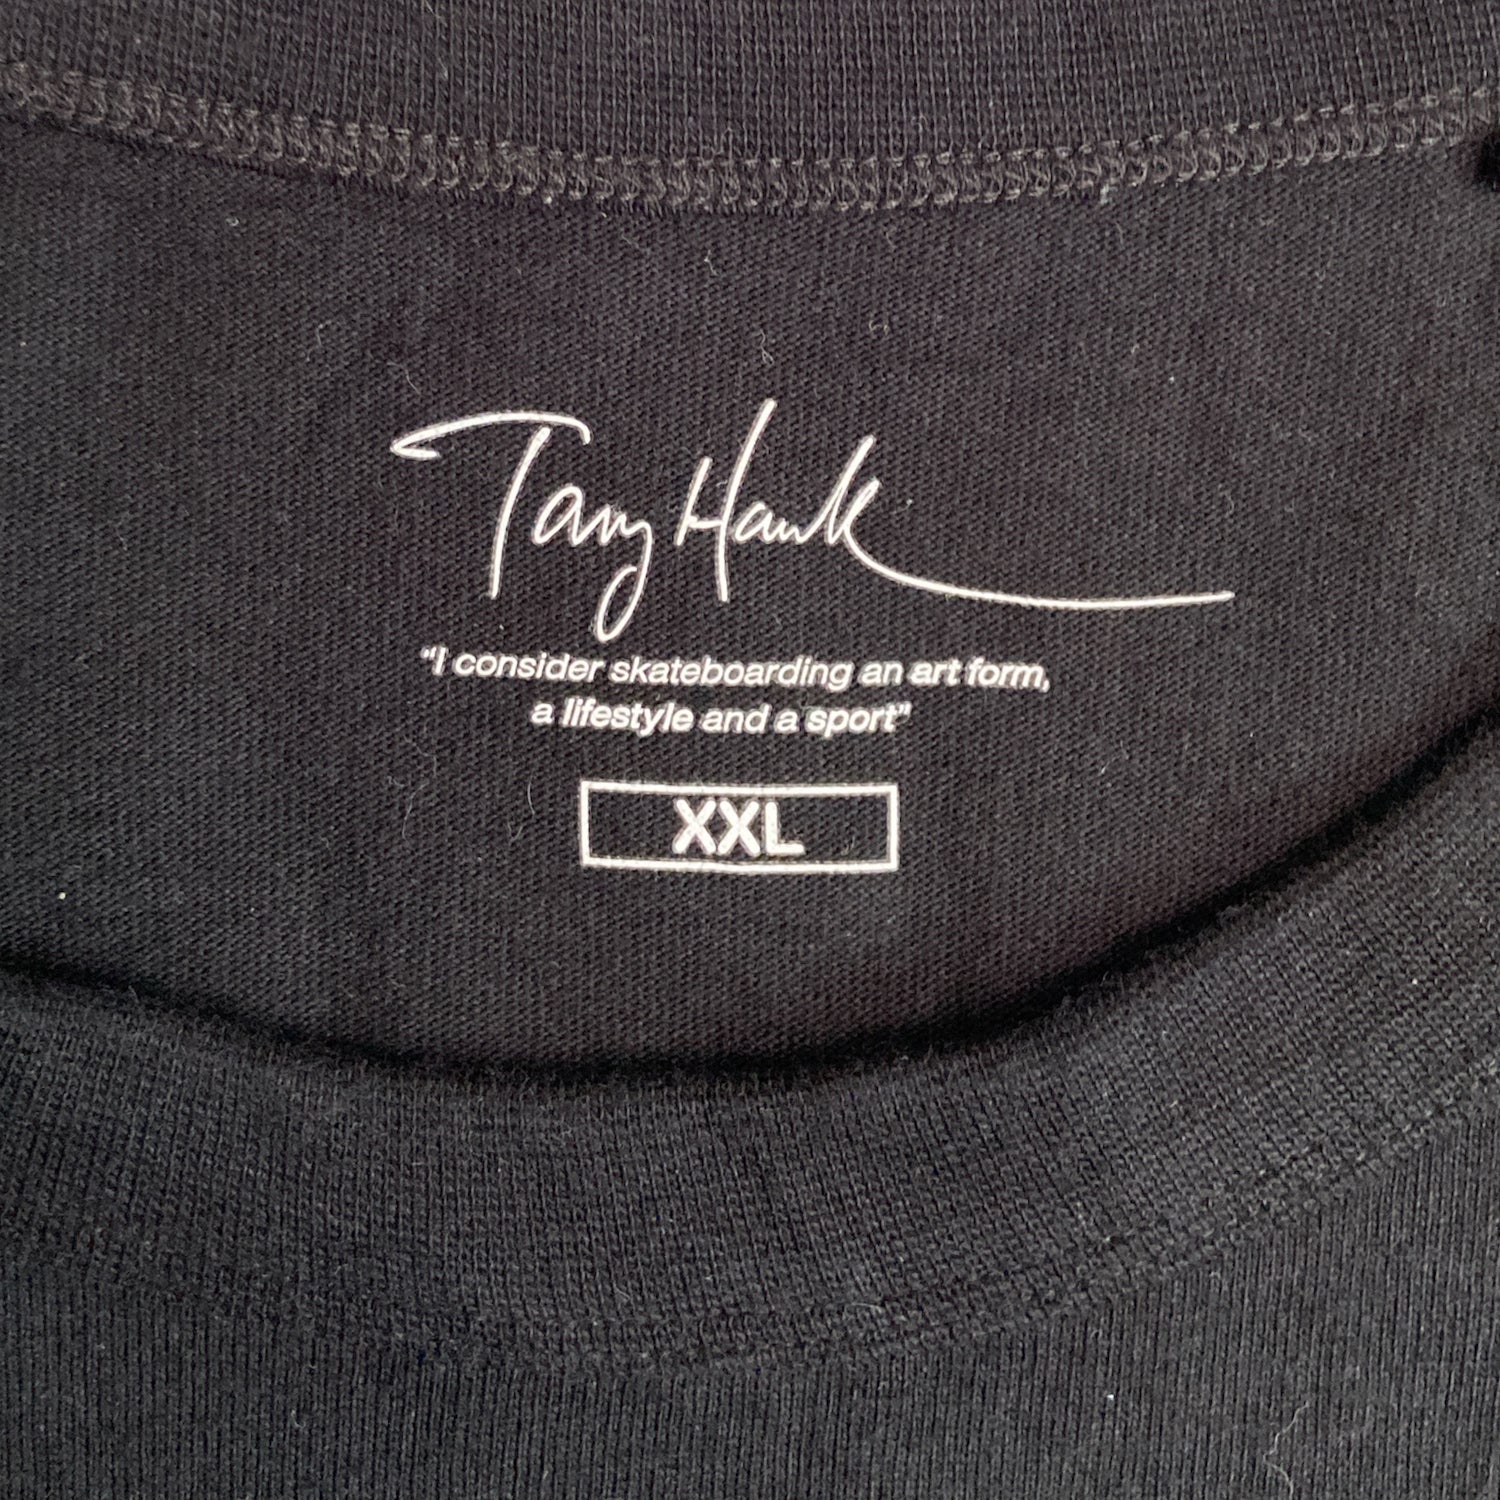 Tony Hawk
"I consider skateboarding an art form,
a lifestyle and a sport"
XXL